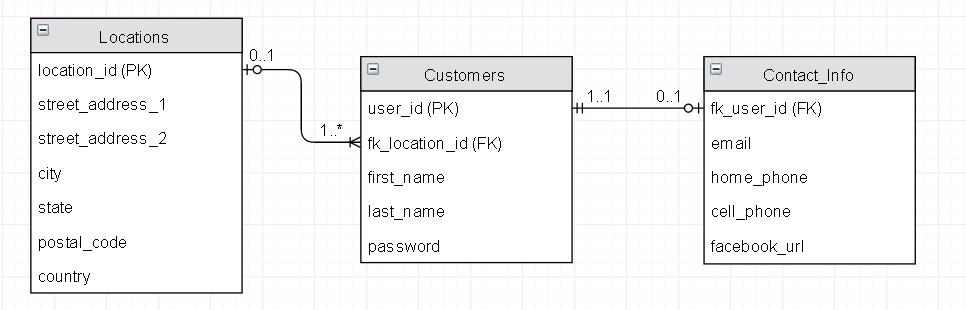 Locations
location_id (PK)
street_address_1
street_address_2
city
state
postal_code
country
0..1
1..*
Customers
user_id (PK)
fk_location_id (FK)
first_name
last_name
password
1..1
0..1
Contact_Info
fk_user_id (FK)
email
home_phone
cell_phone
facebook_url